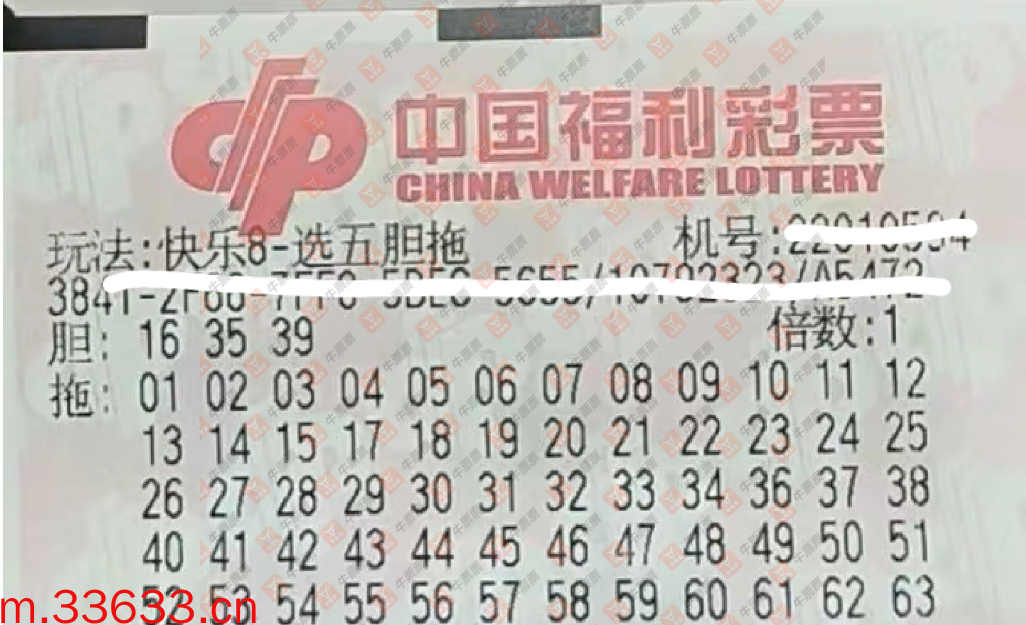 中国福利彩票
CHINA WELFARE LOTTERY
玩法:快乐8-选五胆拖 机号:22010594
胆: 16 35 39 倍数:1
拖: 01 02 03 04 05 06 07 08 09 10 11 12
13 14 15 17 18 19 20 21 22 23 24 25
26 27 28 29 30 31 32 33 34 36 37 38
40 41 42 43 44 45 46 47 48 49 50 51
52 53 54 55 56 57 58 59 60 61 62 63
m.33633.cn